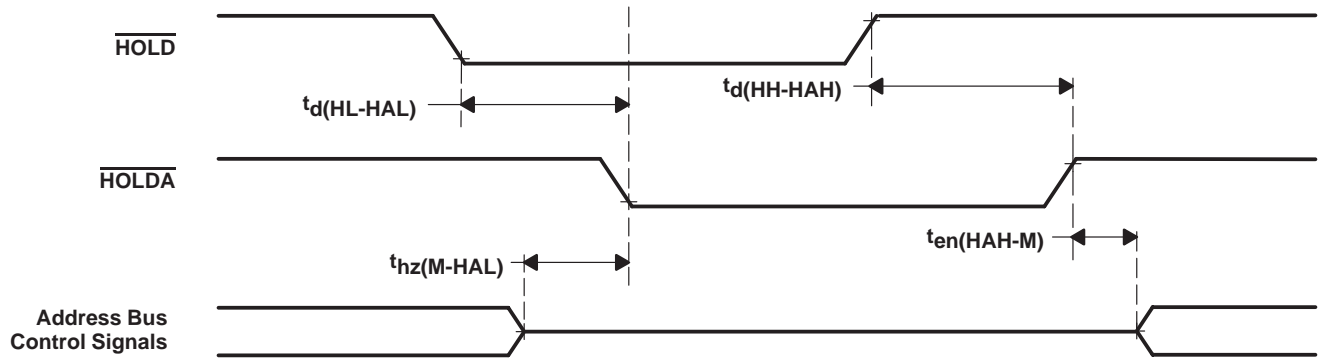 HOLD
td(HL-HAL)
td(HH-HAH)
HOLDA
ten(HAH-M)
thz(M-HAL)
Address Bus
Control Signals